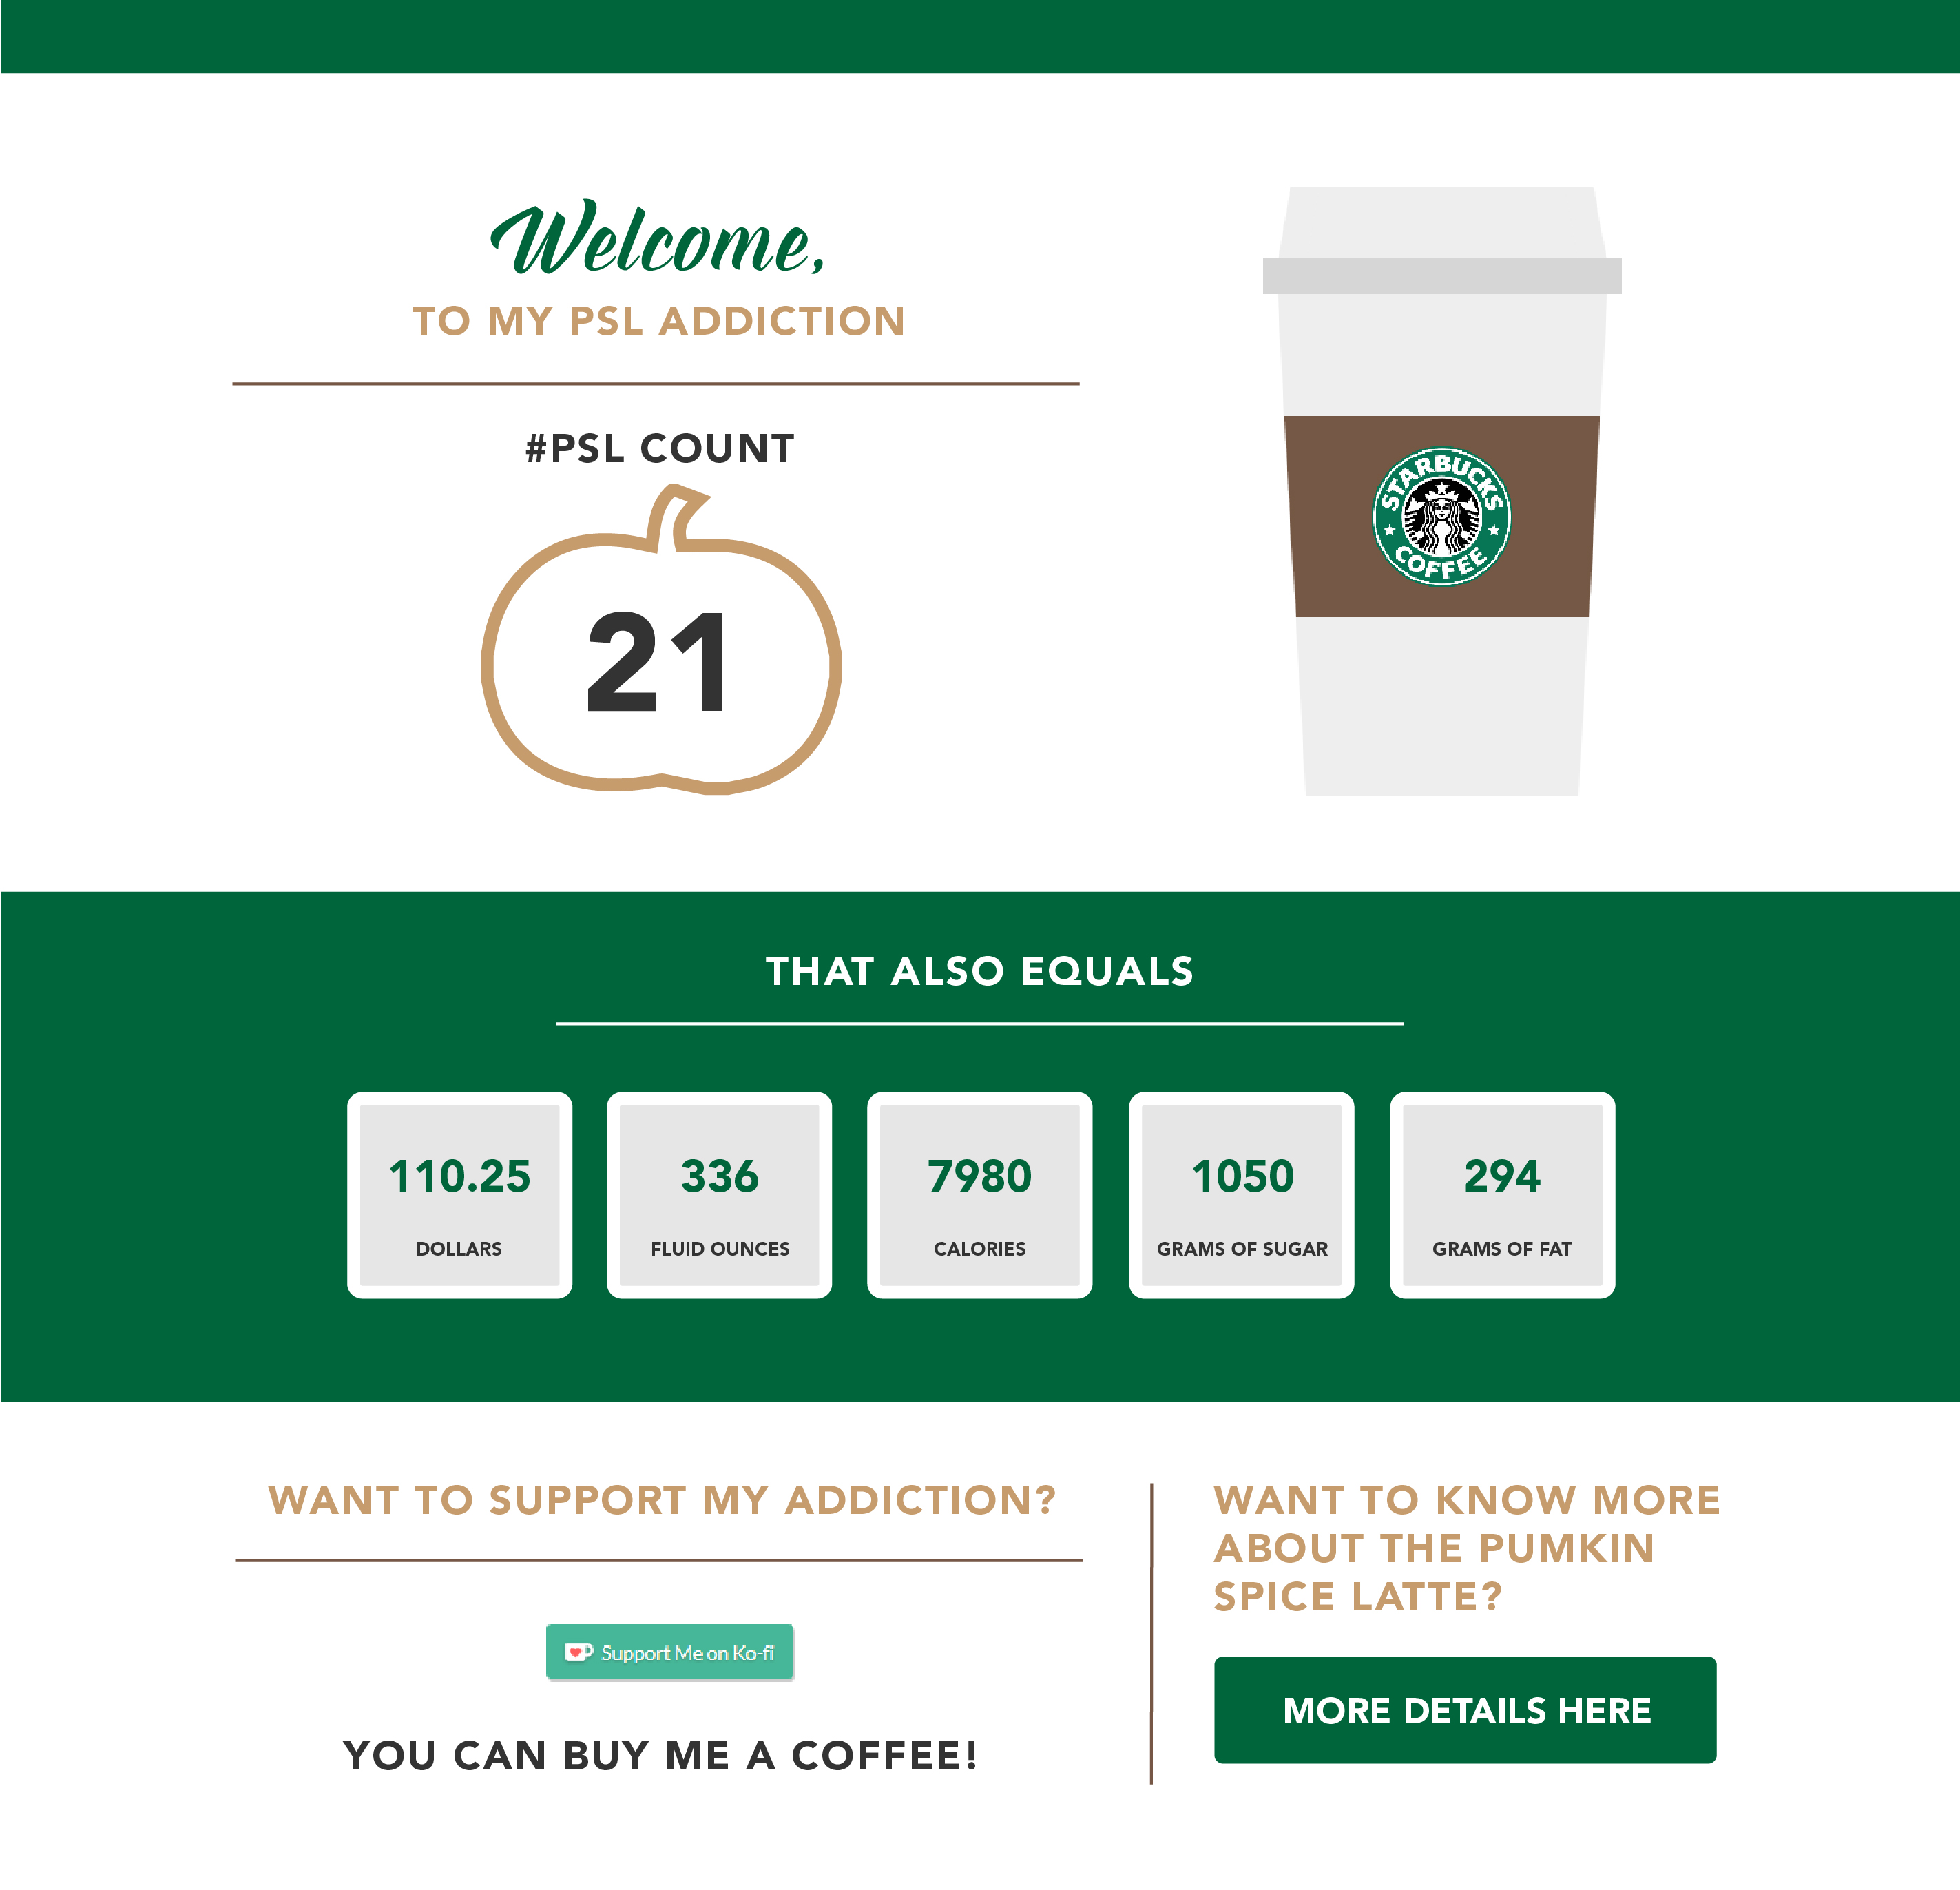 Welcome,
TO MY PSL ADDICTION
#PSL COUNT
21
STARBUCKS
COFFEE
THAT ALSO EQUALS
110.25
DOLLARS
336
FLUID OUNCES
7980
CALORIES
1050
GRAMS OF SUGAR
294
GRAMS OF FAT
WANT TO SUPPORT MY ADDICTION?
Support Me on Ko-fi
YOU CAN BUY ME A COFFEE!
WANT TO KNOW MORE
ABOUT THE PUMKIN
SPICE LATTE?
MORE DETAILS HERE